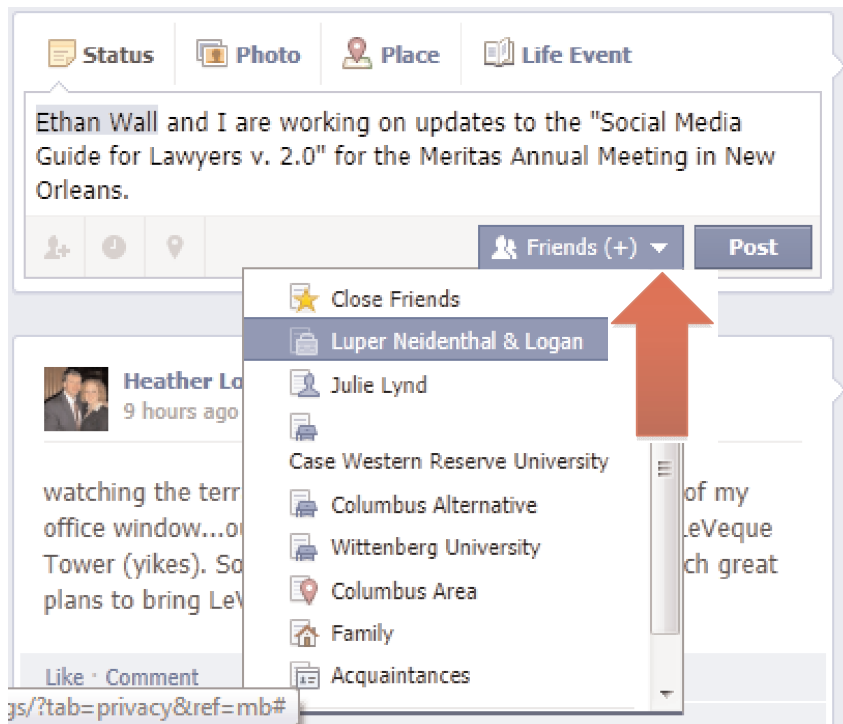 Status Photo Place Life Event
Ethan Wall and I are working on updates to the "Social Media
Guide for Lawyers v. 2.0" for the Meritas Annual Meeting in New
Orleans.
Friends (+) Post
Close Friends
Luper Neidenthal & Logan
Julie Lynd
Case Western Reserve University
Columbus Alternative
Wittenberg University
Columbus Area
Family
Acquaintances
Heather Lo
9 hours ago
watching the terr of my
office window...ou LeVeque
Tower (yikes). So ch great
plans to bring LeV
Like · Comment
gs/?tab=privacy&ref=mb#